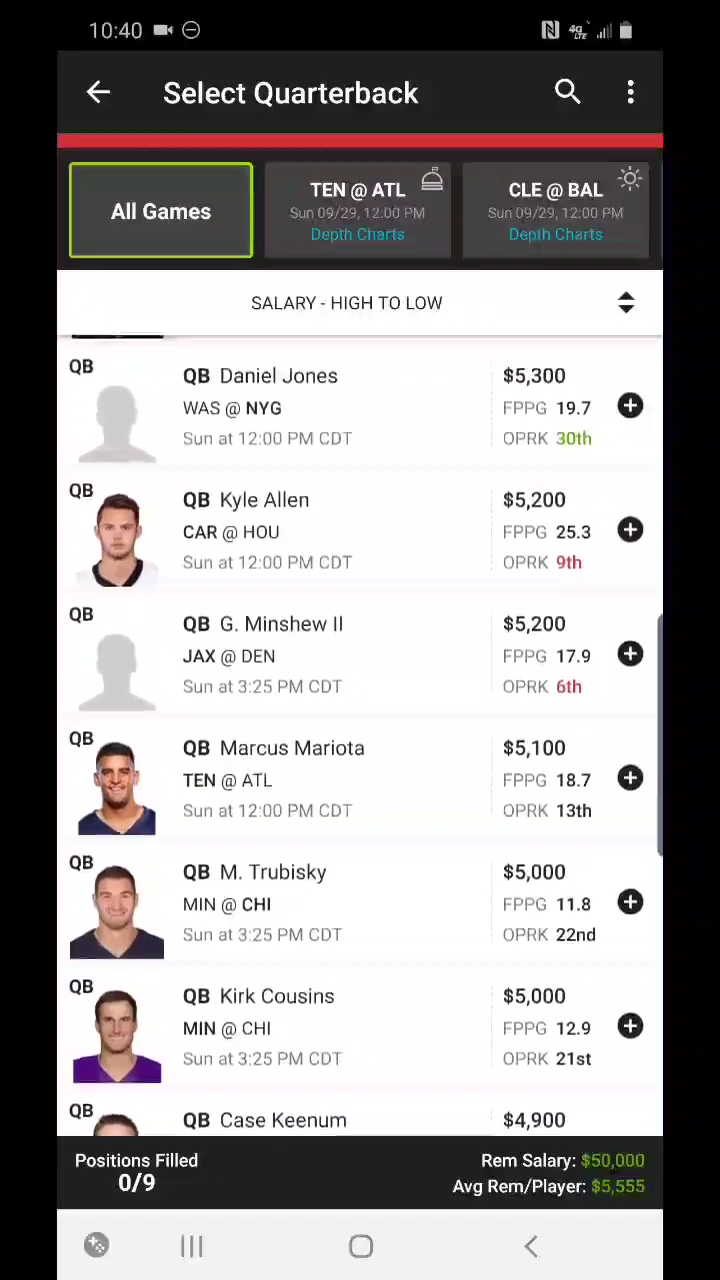 10:40
4G LTE
Select Quarterback
All Games
TEN @ ATL
Sun 09/29, 12:00 PM
Depth Charts
CLE @ BAL
Sun 09/29, 12:00 PM
Depth Charts
SALARY - HIGH TO LOW
QB
QB Daniel Jones
$5,300
WAS @ NYG
FPPG 19.7
Sun at 12:00 PM CDT
OPRK 30th
QB
QB Kyle Allen
$5,200
CAR @ HOU
FPPG 25.3
Sun at 12:00 PM CDT
OPRK 9th
QB
QB G. Minshew II
$5,200
JAX @ DEN
FPPG 17.9
Sun at 3:25 PM CDT
OPRK 6th
QB
QB Marcus Mariota
$5,100
TEN @ ATL
FPPG 18.7
Sun at 12:00 PM CDT
OPRK 13th
QB
QB M. Trubisky
$5,000
MIN @ CHI
FPPG 11.8
Sun at 3:25 PM CDT
OPRK 22nd
QB
QB Kirk Cousins
$5,000
MIN @ CHI
FPPG 12.9
Sun at 3:25 PM CDT
OPRK 21st
QB
QB Case Keenum
$4,900
Positions Filled
0/9
Rem Salary: $50,000
Avg Rem/Player: $5,555